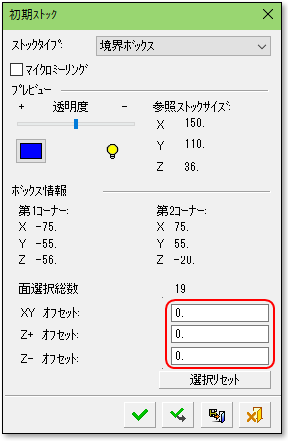 初期ストック
ストックタイプ: 境界ボックス
マイクロミーリング
プレビュー
+ 透明度 - 参照ストックサイズ:
X 150.
Y 110.
Z 36.
ボックス情報
第1コーナー: 第2コーナー:
X -75. X 75.
Y -55. Y 55.
Z -56. Z -20.
面選択総数 19
XY オフセット: 0.
Z+ オフセット: 0.
Z- オフセット: 0.
選択リセット